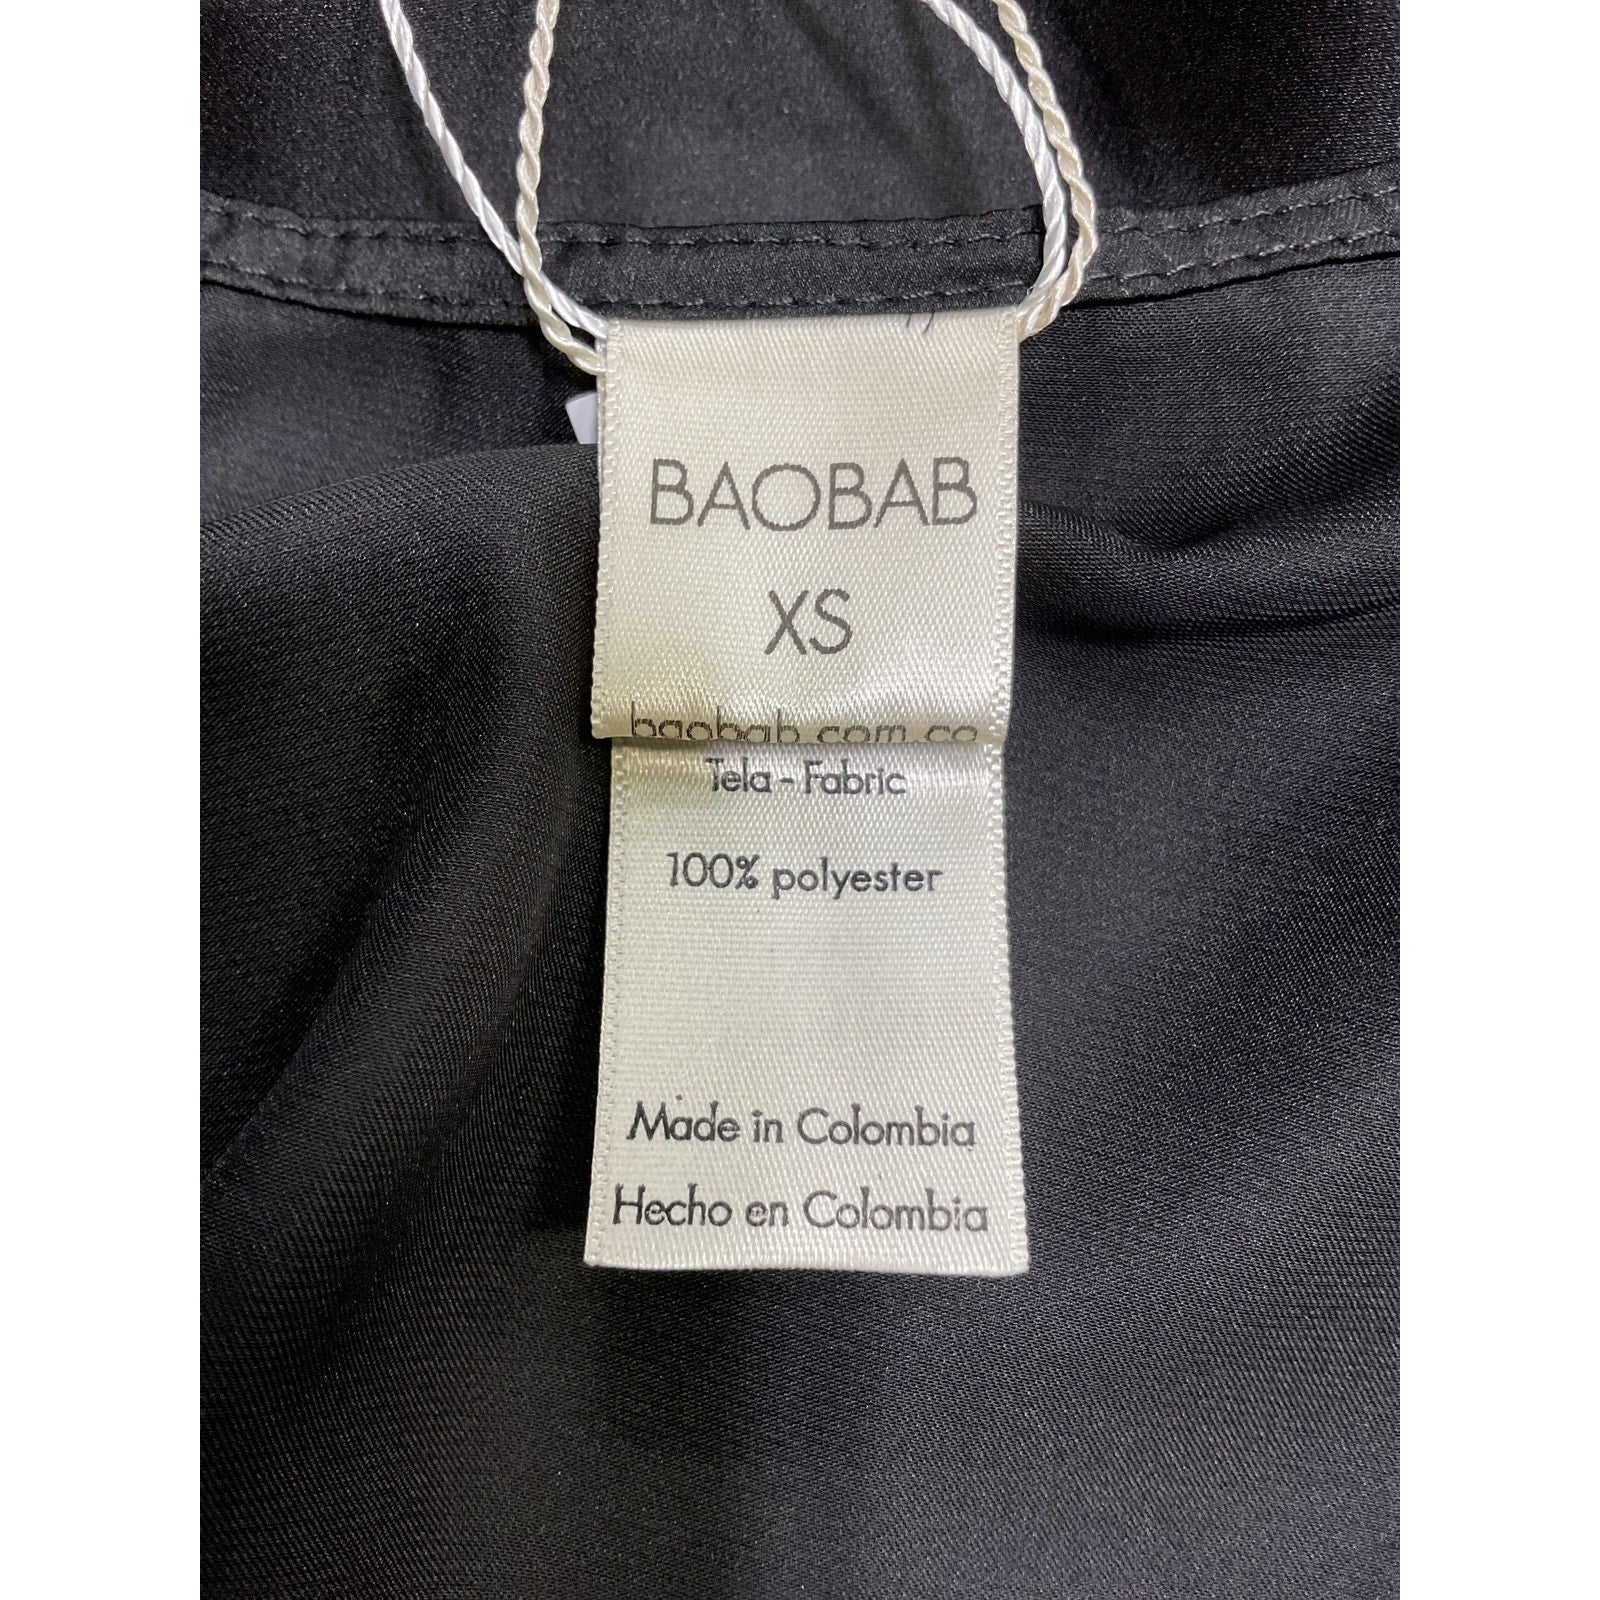 BAOBAB
XS
baobab.com.co
Tela - Fabric
100% polyester
Made in Colombia
Hecho en Colombia